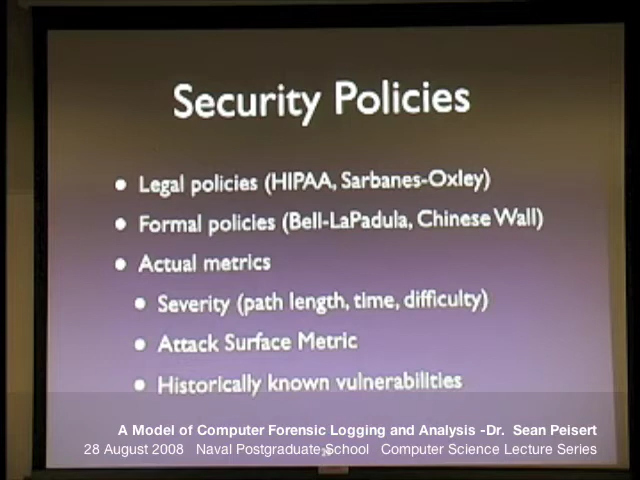 Security Policies
• Legal policies (HIPAA, Sarbanes-Oxley)
• Formal policies (Bell-LaPadula, Chinese Wall)
• Actual metrics
• Severity (path length, time, difficulty)
• Attack Surface Metric
• Historically known vulnerabilities
A Model of Computer Forensic Logging and Analysis -Dr. Sean Peisert
28 August 2008 Naval Postgraduate School Computer Science Lecture Series